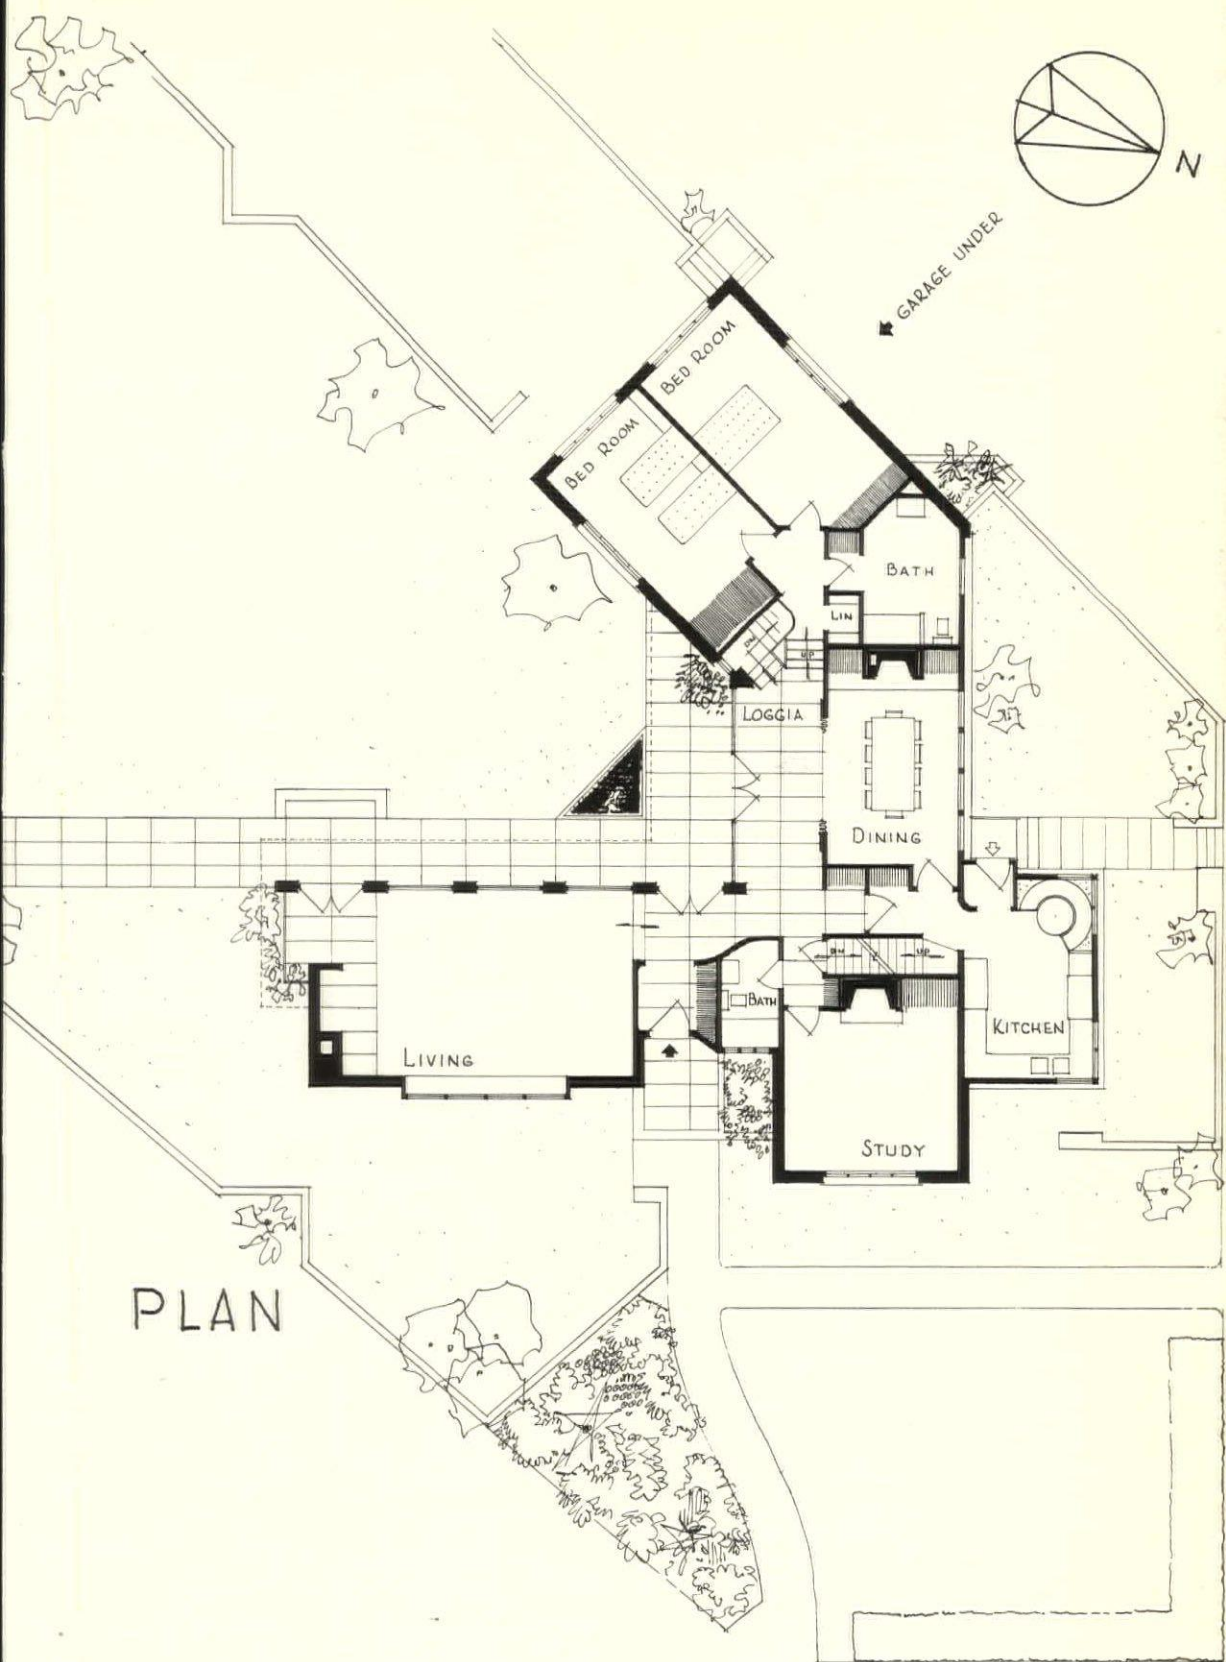 N
GARAGE UNDER
BED ROOM
BED ROOM
BATH
LIN
DN
UP
LOGGIA
DINING
DN
UP
BATH
KITCHEN
LIVING
STUDY
PLAN